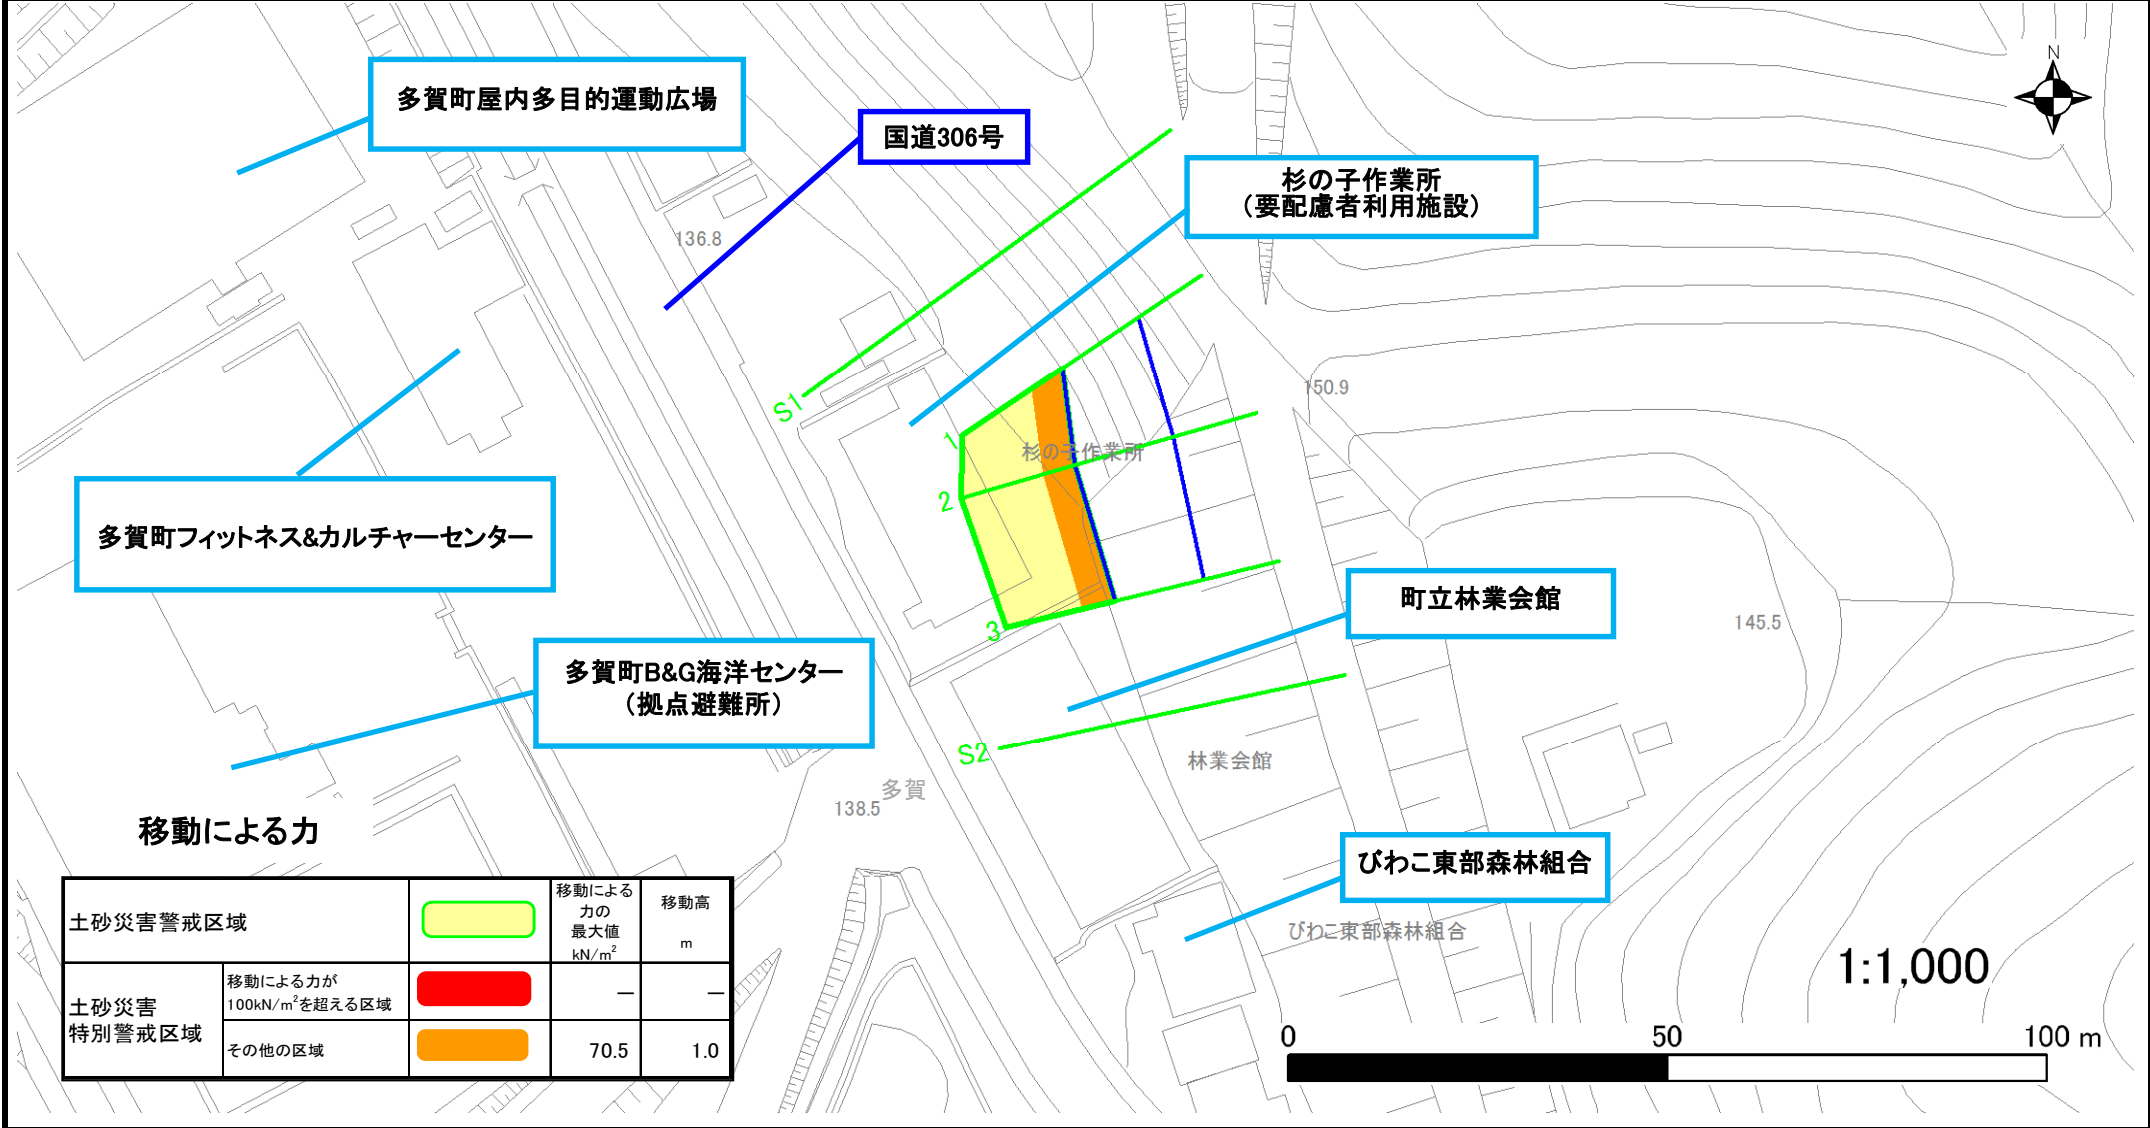 N
多賀町屋内多目的運動広場
国道306号
杉の子作業所
（要配慮者利用施設）
136.8
150.9
S1
1
杉の子作業所
2
多賀町フィットネス&カルチャーセンター
町立林業会館
145.5
3
多賀町B&G海洋センター
（拠点避難所）
S2
林業会館
多賀
138.5
びわこ東部森林組合
びわこ東部森林組合
移動による力
土砂災害警戒区域
移動による
力の
最大値
kN/m²
移動高
m
土砂災害
特別警戒区域
移動による力が
100kN/m²を超える区域
—
—
その他の区域
70.5
1.0
1:1,000
0
50
100 m